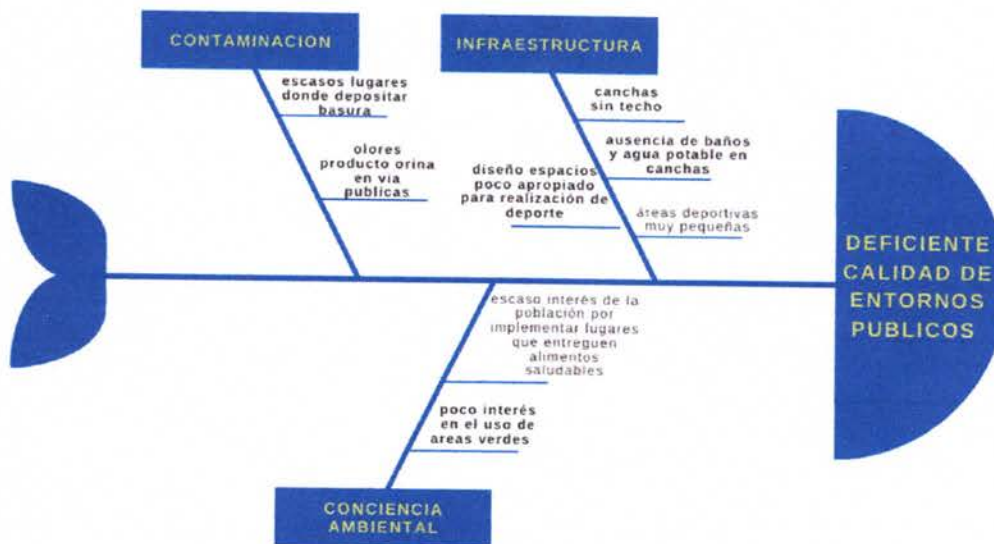 CONTAMINACION
escasos lugares
donde depositar
basura
olores
producto orina
en via
publicas
INFRAESTRUCTURA
canchas
sin techo
ausencia de baños
y agua potable en
canchas
diseño espacios
poco apropiado
para realización de
deporte
áreas deportivas
muy pequeñas
DEFICIENTE
CALIDAD DE
ENTORNOS
PUBLICOS
escaso interés de la
población por
implementar lugares
que entreguen
alimentos
saludables
poco interés
en el uso de
areas verdes
CONCIENCIA
AMBIENTAL